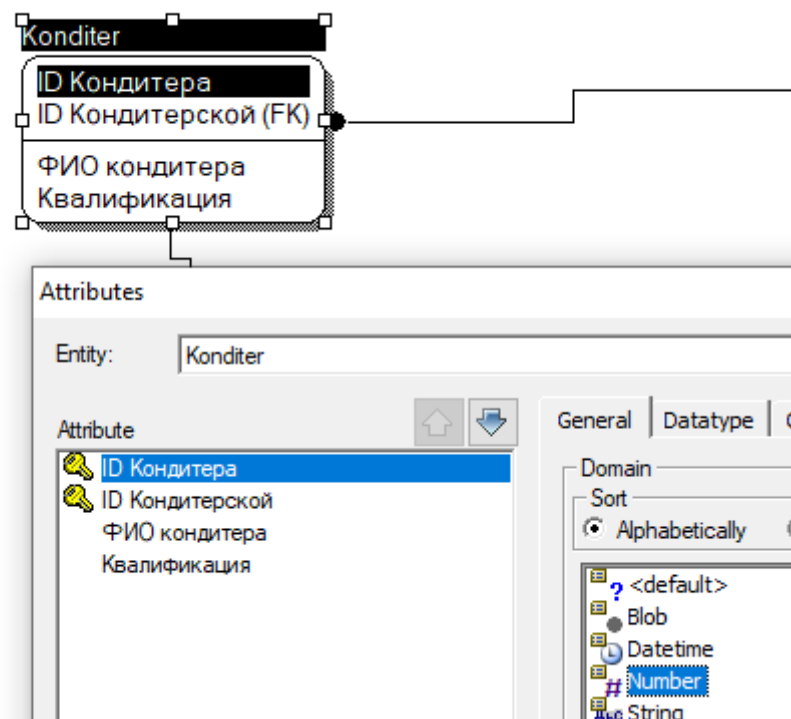 Konditer
ID Кондитера
ID Кондитерской (FK)
ФИО кондитера
Квалификация
Attributes
Entity: Konditer
Attribute
General Datatype
ID Кондитера
ID Кондитерской
ФИО кондитера
Квалификация
Domain
Sort
Alphabetically
<default>
Blob
Datetime
Number
String